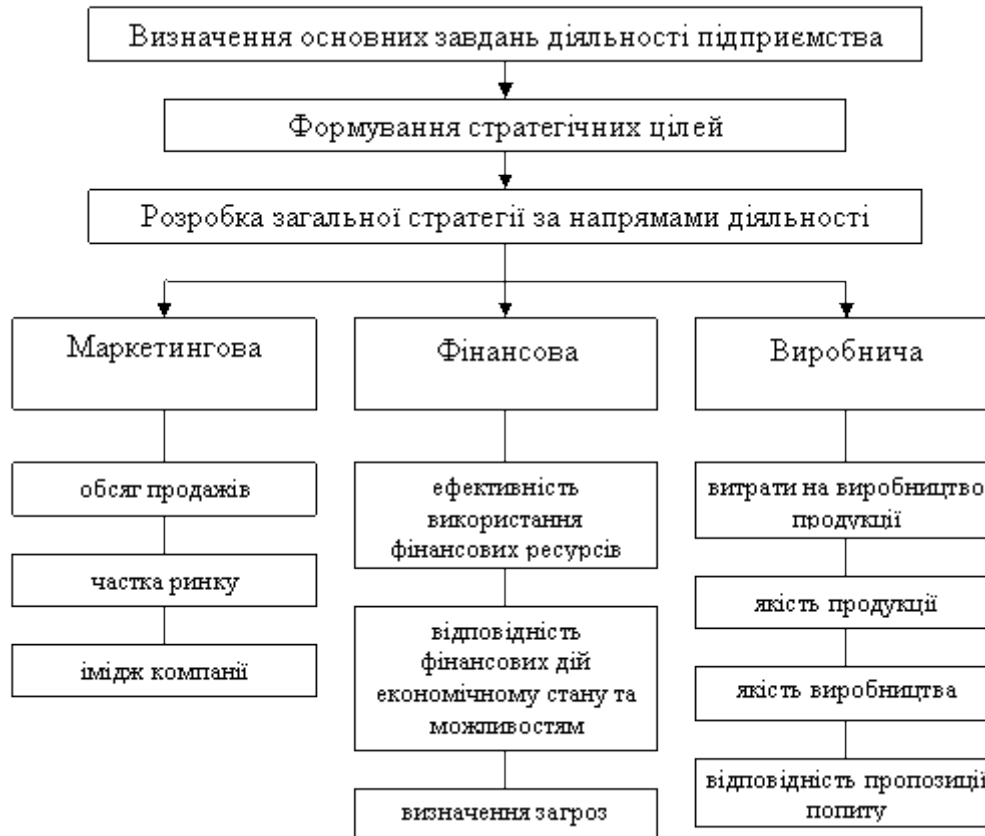 Визначення основних завдань діяльності підприємства
Формування стратегічних цілей
Розробка загальної стратегії за напрямами діяльності
Маркетингова
Фінансова
Виробнича
обсяг продажів
частка ринку
імідж компанії
ефективність
використання
фінансових ресурсів
відповідність
фінансових дій
економічному стану та
можливостям
визначення загроз
витрати на виробництво
продукції
якість продукції
якість виробництва
відповідність пропозиції
попиту